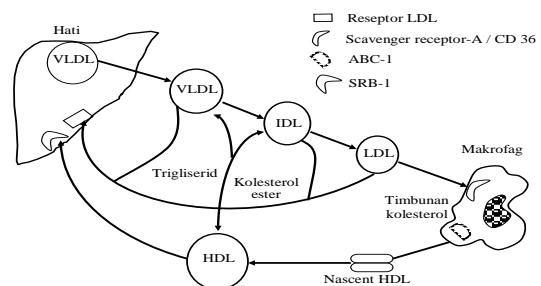 Hati
VLDL
VLDL
IDL
LDL
Reseptor LDL
Scavenger receptor-A / CD 36
ABC-1
SRB-1
Makrofag
Trigliserid
Kolesterol
ester
Timbunan
kolesterol
HDL
Nascent HDL